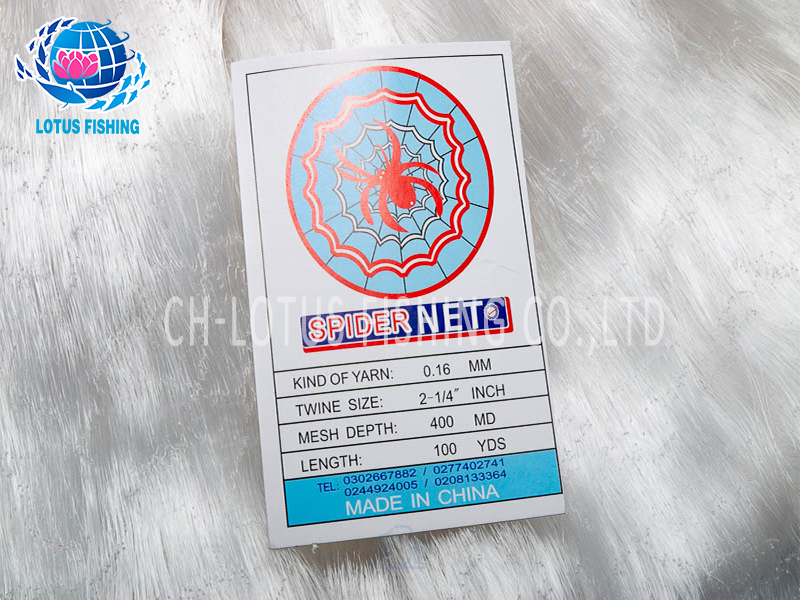 LOTUS FISHING
SPIDER NET
CH-LOTUS FISHING CO.,LTD.
KIND OF YARN: 0.16 MM
TWINE SIZE: 2-1/4" INCH
MESH DEPTH: 400 MD
LENGTH: 100 YDS
TEL: 0302667882 / 0277402741
0244924005 / 0208133364
MADE IN CHINA